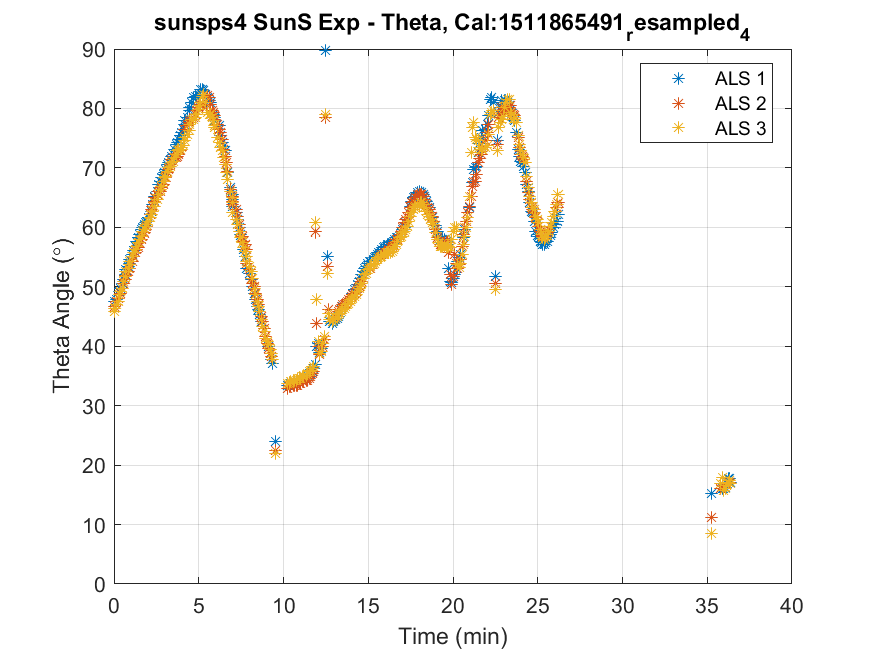 sunsps4 SunS Exp - Theta, Cal:1511865491resampled4
90
80
70
60
50
40
30
20
10
0
Theta Angle (°)
ALS 1
ALS 2
ALS 3
0 5 10 15 20 25 30 35 40
Time (min)